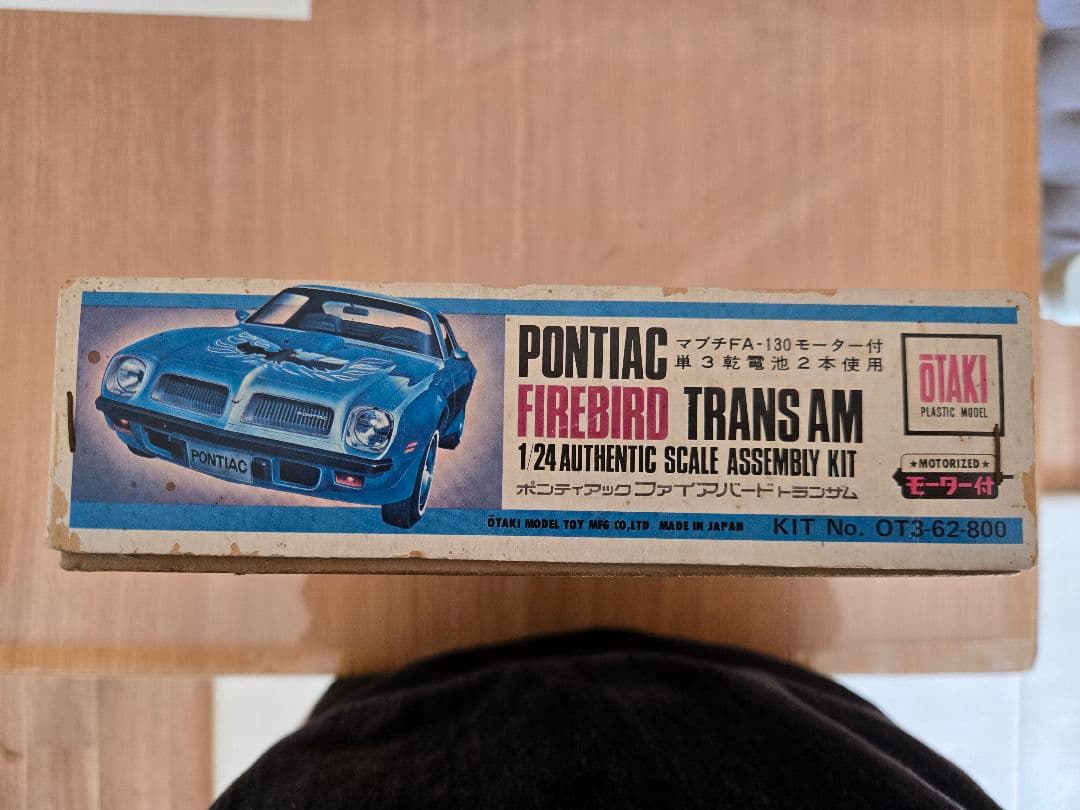 PONTIAC
マブチFA-130モーター付
単3乾電池2本使用
FIREBIRD TRANS AM
1/24 AUTHENTIC SCALE ASSEMBLY KIT
ポンティアック ファイアバード トランザム
ŌTAKI
PLASTIC MODEL
★MOTORIZED★
モーター付
PONTIAC
ŌTAKI MODEL TOY MFG CO,LTD MADE IN JAPAN
KIT No. OT3-62-800